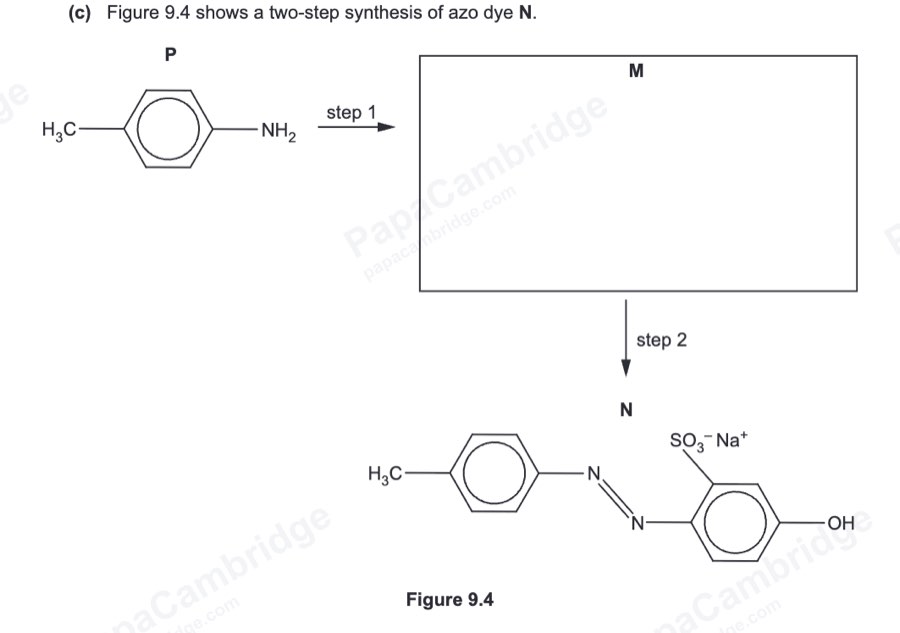 (c) Figure 9.4 shows a two-step synthesis of azo dye N.
P
M
H₃C
NH₂
step 1
PapaCambridge
papacambridge.com
step 2
N
SO₃⁻ Na⁺
H₃C
N
N
OH
Figure 9.4